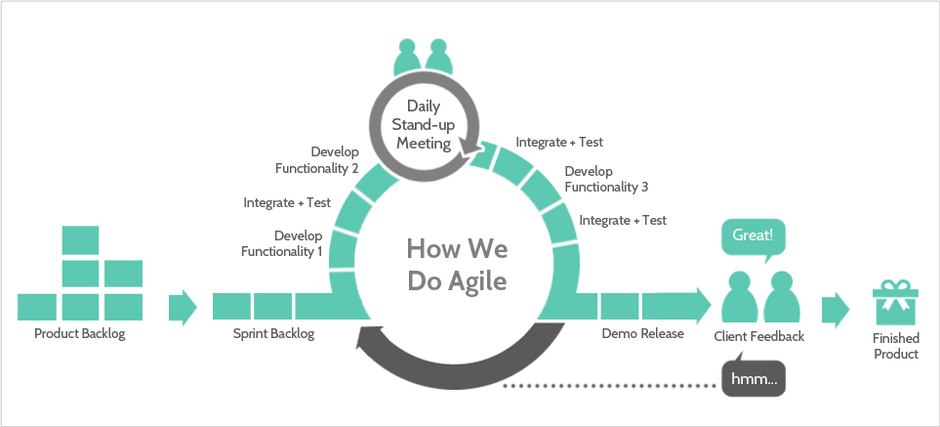 Daily
Stand-up
Meeting
Develop
Functionality 2
Integrate + Test
Develop
Functionality 1
Integrate + Test
Develop
Functionality 3
Integrate + Test
How We
Do Agile
Product Backlog
Sprint Backlog
Demo Release
Great!
Client Feedback
hmm...
Finished
Product